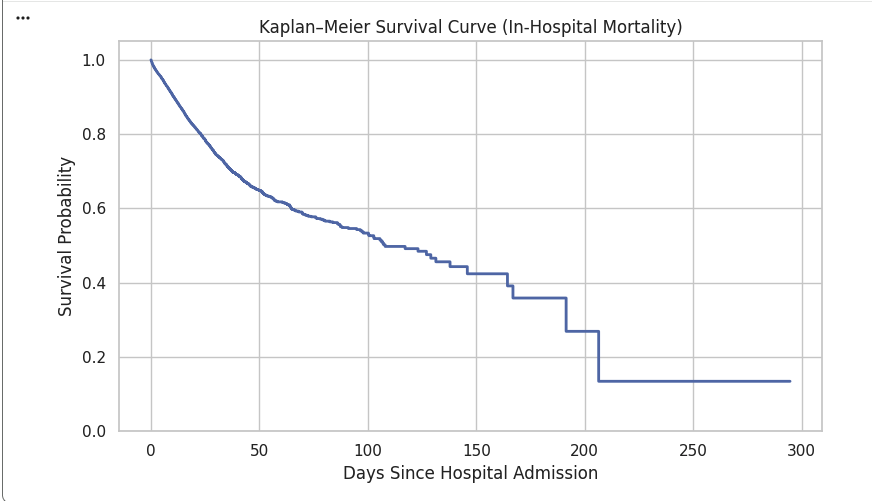 ...
Kaplan–Meier Survival Curve (In-Hospital Mortality)
1.0
0.8
0.6
0.4
0.2
0.0
Survival Probability
0 50 100 150 200 250 300
Days Since Hospital Admission